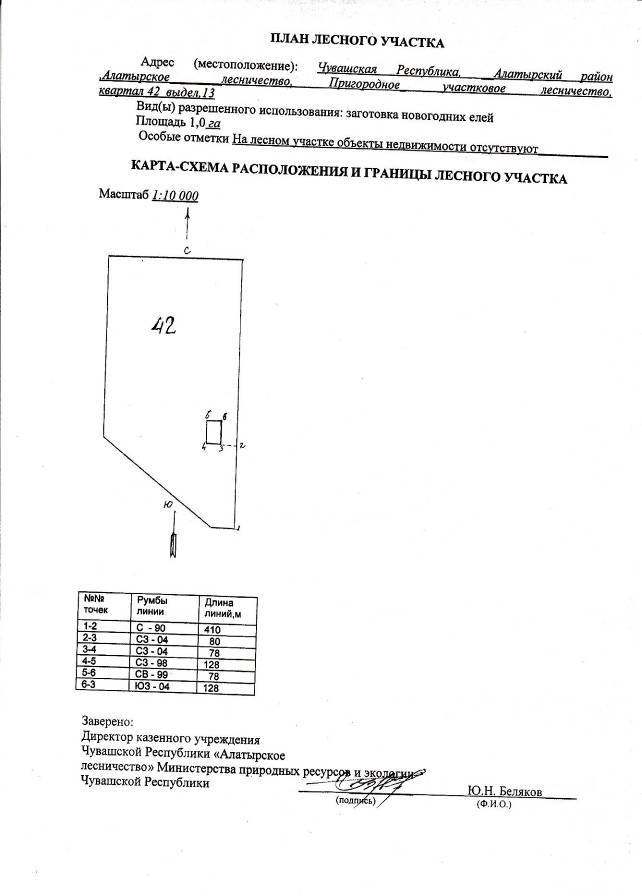 ПЛАН ЛЕСНОГО УЧАСТКА
Адрес (местоположение): Чувашская Республика, Алатырский район
,Алатырское лесничество, Пригородное участковое лесничество,
квартал 42 выдел.13
Вид(ы) разрешенного использования: заготовка новогодних елей
Площадь 1,0 га
Особые отметки На лесном участке объекты недвижимости отсутствуют
КАРТА-СХЕМА РАСПОЛОЖЕНИЯ И ГРАНИЦЫ ЛЕСНОГО УЧАСТКА
Масштаб 1:10 000
С
42
5 6
4 3 2
Ю
1
№№ точек Румбы линии Длина линий,м
1-2 С - 90 410
2-3 СЗ - 04 80
3-4 СЗ - 04 78
4-5 СЗ - 98 128
5-6 СВ - 99 78
6-3 ЮЗ - 04 128
Заверено:
Директор казенного учреждения
Чувашской Республики «Алатырское
лесничество» Министерства природных ресурсов и экологии
Чувашской Республики
Ю.Н. Беляков
(подпись) (Ф.И.О.)